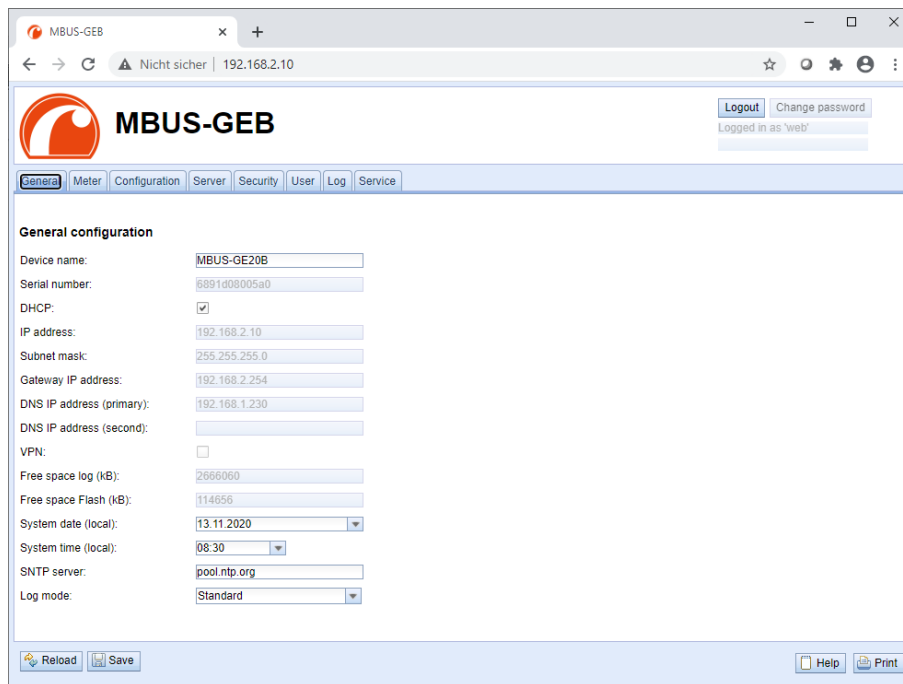 MBUS-GEB
Nicht sicher | 192.168.2.10
MBUS-GEB
Logout Change password
Logged in as 'web'
General Meter Configuration Server Security User Log Service
General configuration
Device name: MBUS-GE20B
Serial number: 6891d08005a0
DHCP:
IP address: 192.168.2.10
Subnet mask: 255.255.255.0
Gateway IP address: 192.168.2.254
DNS IP address (primary): 192.168.1.230
DNS IP address (second):
VPN:
Free space log (kB): 2666060
Free space Flash (kB): 114656
System date (local): 13.11.2020
System time (local): 08:30
SNTP server: pool.ntp.org
Log mode: Standard
Reload Save Help Print